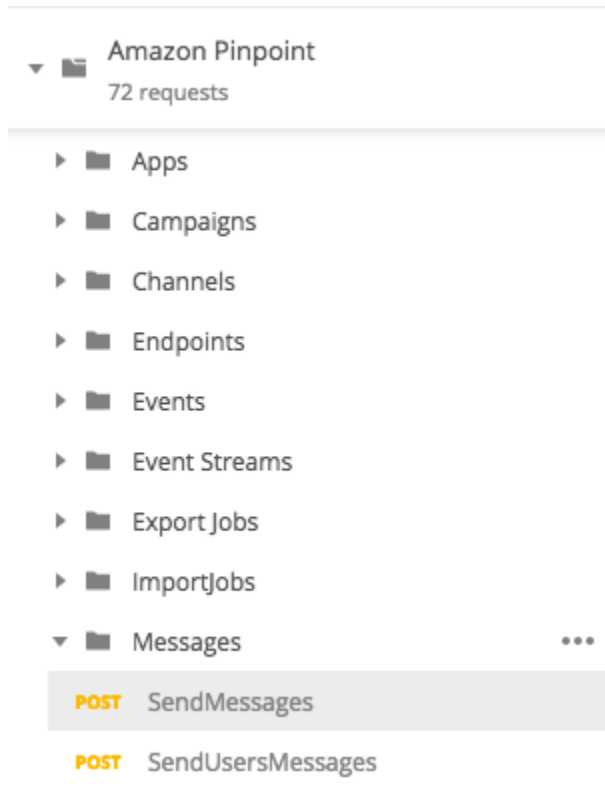 Amazon Pinpoint
72 requests
Apps
Campaigns
Channels
Endpoints
Events
Event Streams
Export Jobs
ImportJobs
Messages
POST SendMessages
POST SendUsersMessages